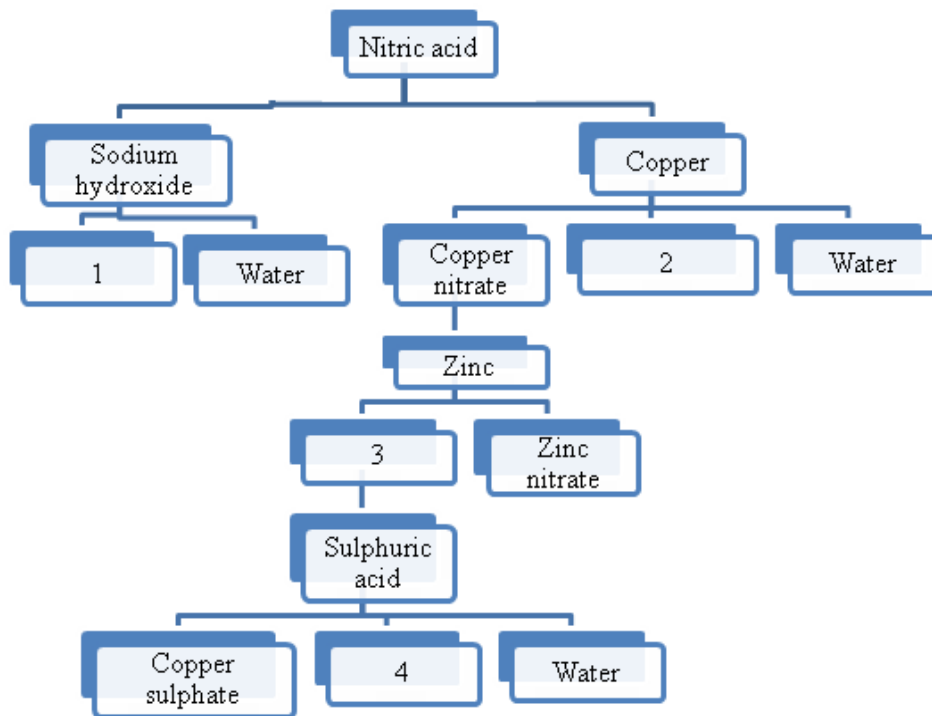 Nitric acid
Sodium
hydroxide
Copper
1
Water
Copper
nitrate
2
Water
Zinc
3
Zinc
nitrate
Sulphuric
acid
Copper
sulphate
4
Water